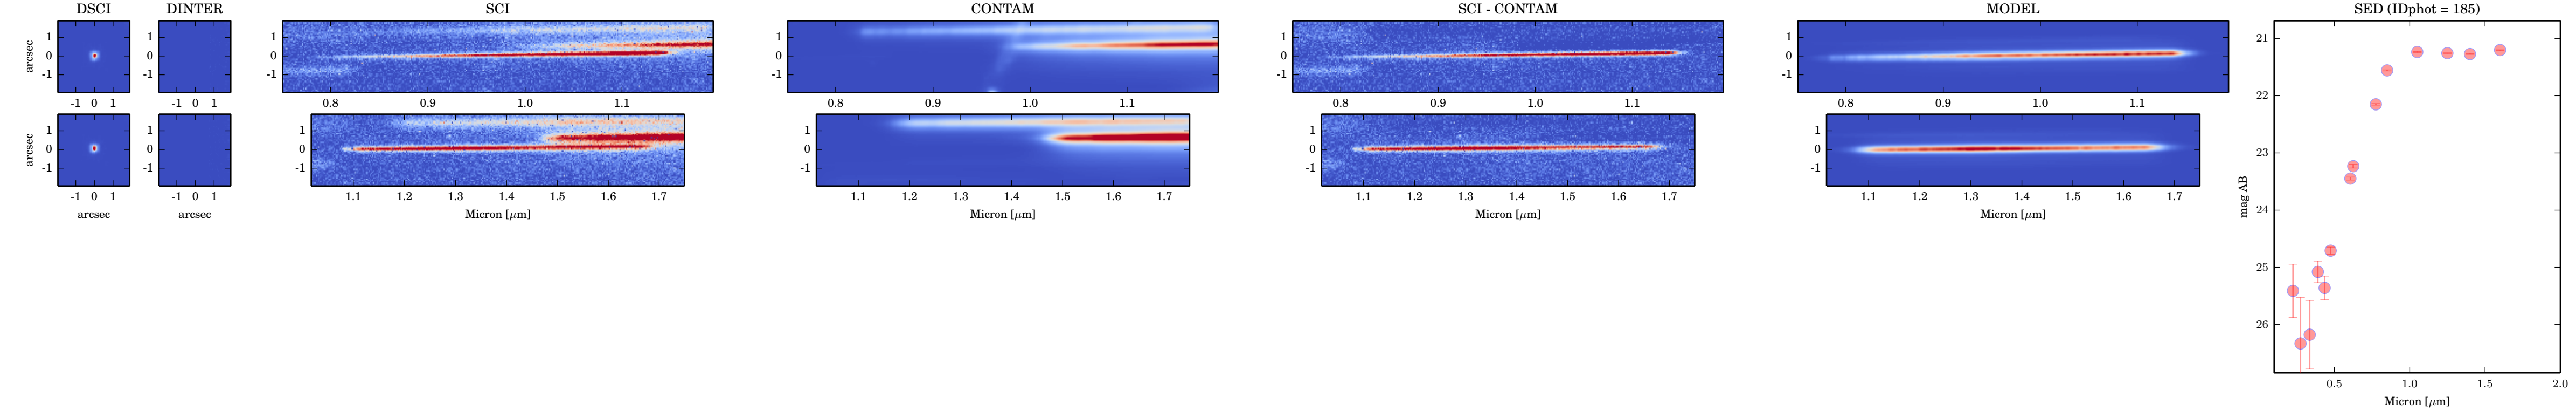 DSCI DINTER SCI CONTAM SCI - CONTAM MODEL SED (IDphot = 185)
arcsec 1 0 -1 1 0 -1 1 0 -1 1 0 -1 1 0 -1 1 0 -1 21
-1 0 1 -1 0 1 0.8 0.9 1.0 1.1 0.8 0.9 1.0 1.1 0.8 0.9 1.0 1.1 0.8 0.9 1.0 1.1
22
23
arcsec 1 0 -1 1 0 -1 1 0 -1 1 0 -1 1 0 -1 1 0 -1
-1 0 1 -1 0 1 1.1 1.2 1.3 1.4 1.5 1.6 1.7 1.1 1.2 1.3 1.4 1.5 1.6 1.7 1.1 1.2 1.3 1.4 1.5 1.6 1.7 1.1 1.2 1.3 1.4 1.5 1.6 1.7
arcsec arcsec Micron [μm] Micron [μm] Micron [μm] Micron [μm]
mag AB
24
25
26
0.5 1.0 1.5 2.0
Micron [μm]